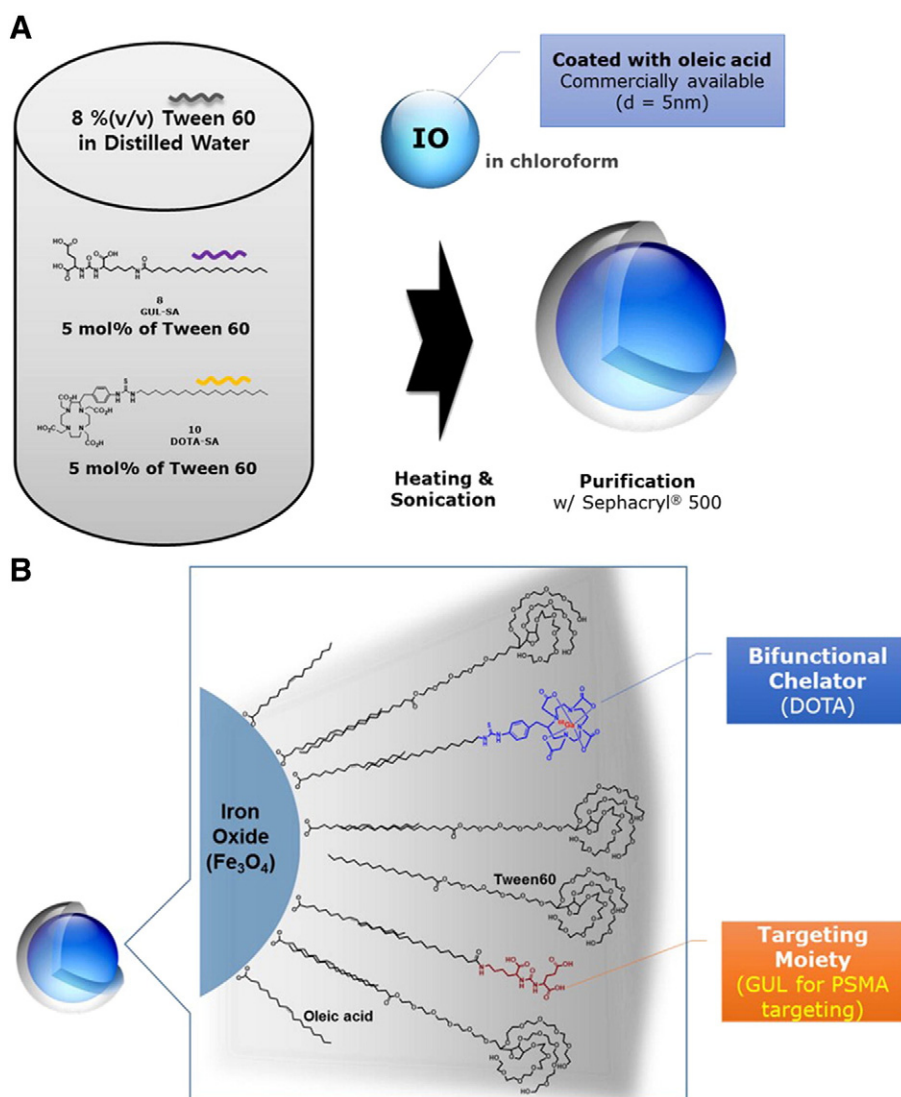 A
8 %(v/v) Tween 60
in Distilled Water
8
GUL-SA
5 mol% of Tween 60
10
DOTA-SA
5 mol% of Tween 60
IO
in chloroform
Coated with oleic acid
Commercially available
(d = 5nm)
Heating &
Sonication
Purification
w/ Sephacryl® 500
B
Iron
Oxide
(Fe₃O₄)
Tween60
Oleic acid
Bifunctional
Chelator
(DOTA)
Targeting
Moiety
(GUL for PSMA
targeting)